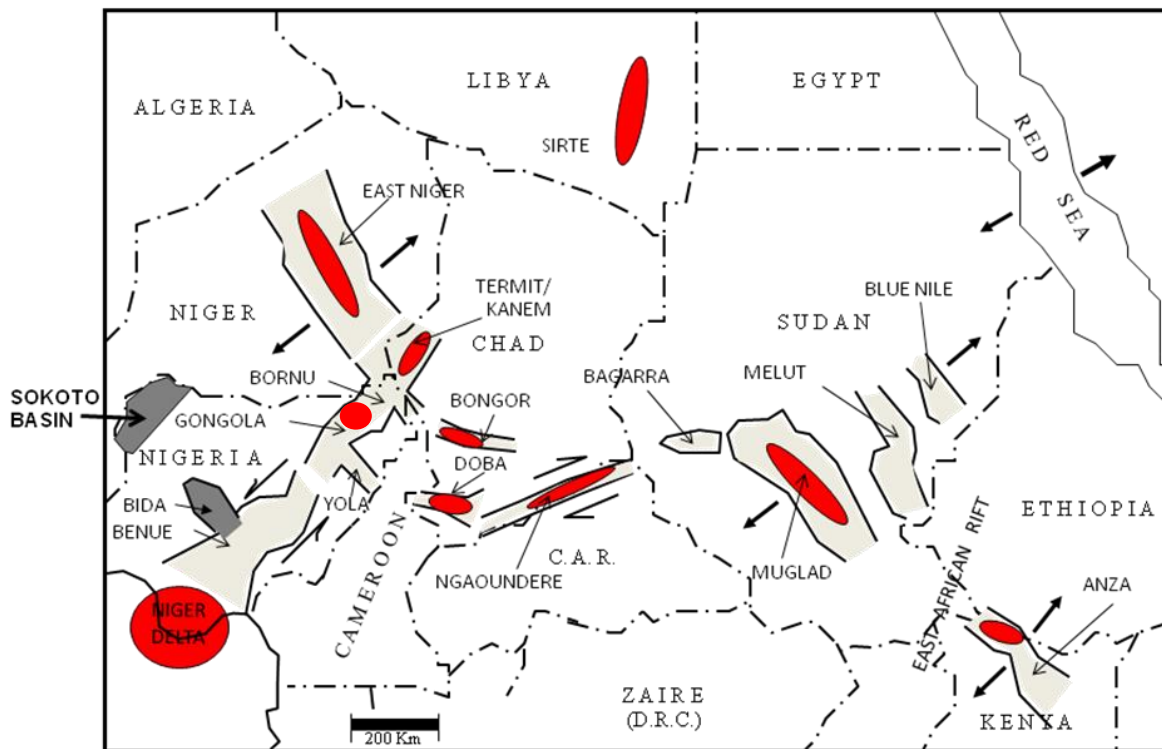 LIBYA
EGYPT
ALGERIA
RED SEA
SIRTE
EAST NIGER
TERMIT/
KANEM
BLUE NILE
NIGER
CHAD
SUDAN
SOKOTO
BASIN
BORNU
BAGARRA
MELUT
GONGOLA
BONGOR
NIGERIA
DOBA
BIDA
YOLA
ETHIOPIA
BENUE
CAMEROON
NGAOUNDERE
C.A.R.
MUGLAD
EAST AFRICAN RIFT
ANZA
NIGER
DELTA
ZAIRE
(D.R.C.)
KENYA
200 Km